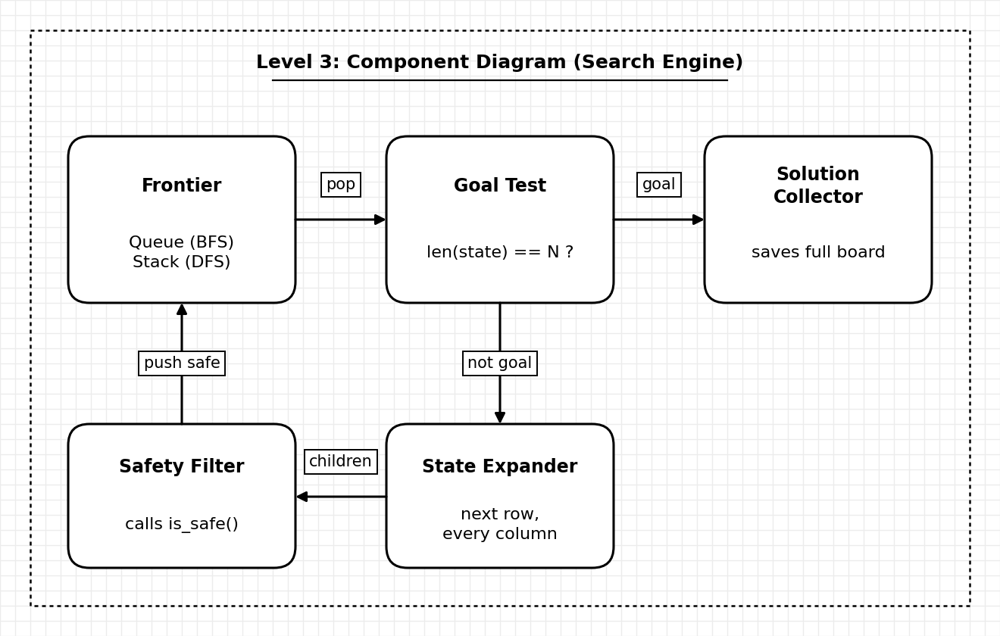 Level 3: Component Diagram (Search Engine)
Frontier
Queue (BFS)
Stack (DFS)
pop
Goal Test
len(state) == N ?
goal
Solution
Collector
saves full board
push safe
not goal
Safety Filter
calls is_safe()
children
State Expander
next row,
every column